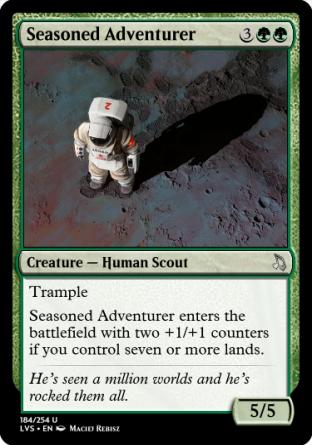 Seasoned Adventurer 3
Creature — Human Scout
Trample
Seasoned Adventurer enters the
battlefield with two +1/+1 counters
if you control seven or more lands.
He's seen a million worlds and he's
rocked them all.
5/5
184/254 U
LVS • EN Maciej Rebisz